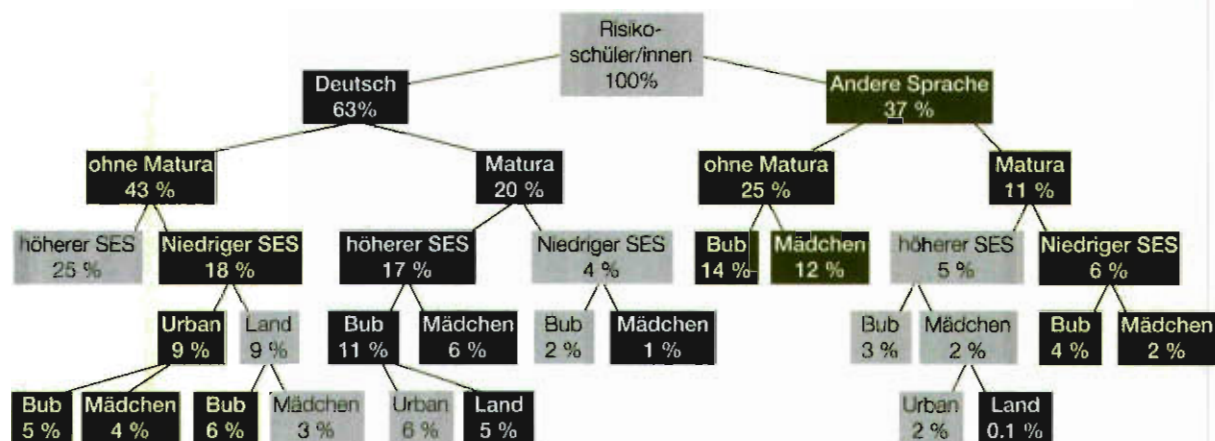 Risiko-
schüler/innen
100%
Deutsch
63%
Andere Sprache
37 %
ohne Matura
43 %
Matura
20 %
ohne Matura
25 %
Matura
11 %
höherer SES
25 %
Niedriger SES
18 %
höherer SES
17 %
Niedriger SES
4 %
Bub
14 %
Mädchen
12 %
höherer SES
5 %
Niedriger SES
6 %
Urban
9 %
Land
9 %
Bub
11 %
Mädchen
6 %
Bub
2 %
Mädchen
1 %
Bub
3 %
Mädchen
2 %
Bub
4 %
Mädchen
2 %
Bub
5 %
Mädchen
4 %
Bub
6 %
Mädchen
3 %
Urban
6 %
Land
5 %
Urban
2 %
Land
0.1 %